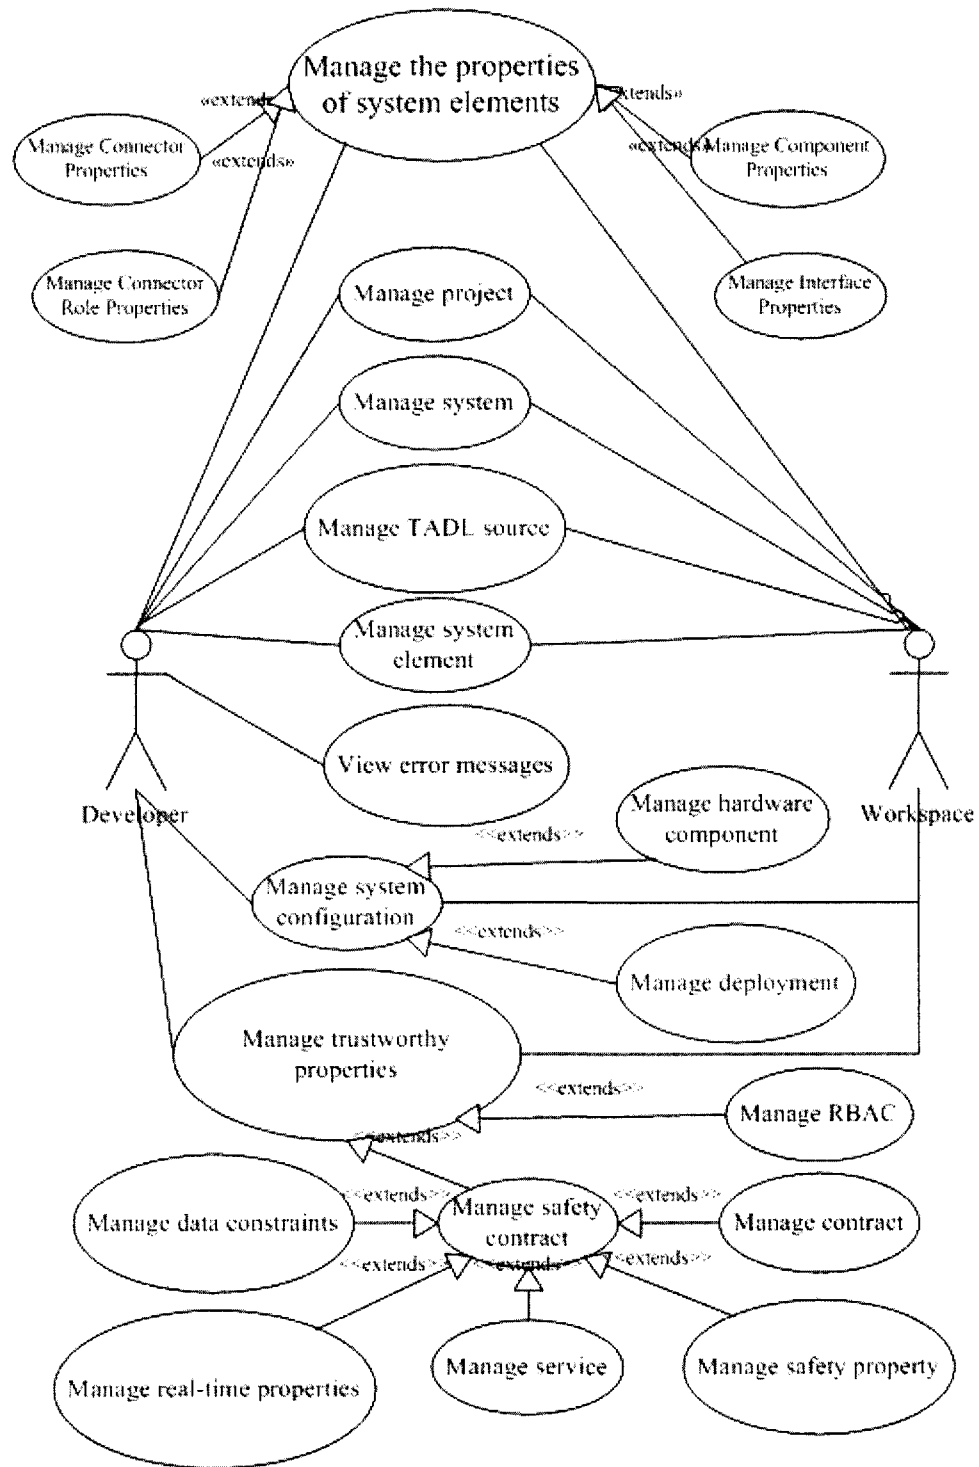 Manage the properties
of system elements
«extends
extends»
Manage Connector
Properties
«extends»
«extends
Manage Component
Properties
Manage Connector
Role Properties
Manage project
Manage Interface
Properties
Manage system
Manage TADL source
Manage system
element
View error messages
Developer
Manage hardware
component
Workspace
<<extends>>
Manage system
configuration
<<extends>>
Manage deployment
Manage trustworthy
properties
<<extends>>
Manage RBAC
<<extends>>
<<extends>>
<<extends>>
Manage data constraints
Manage safety
contract
Manage contract
<<extends>>
<<extends>>
<<extends>>
Manage real-time properties
Manage service
Manage safety property